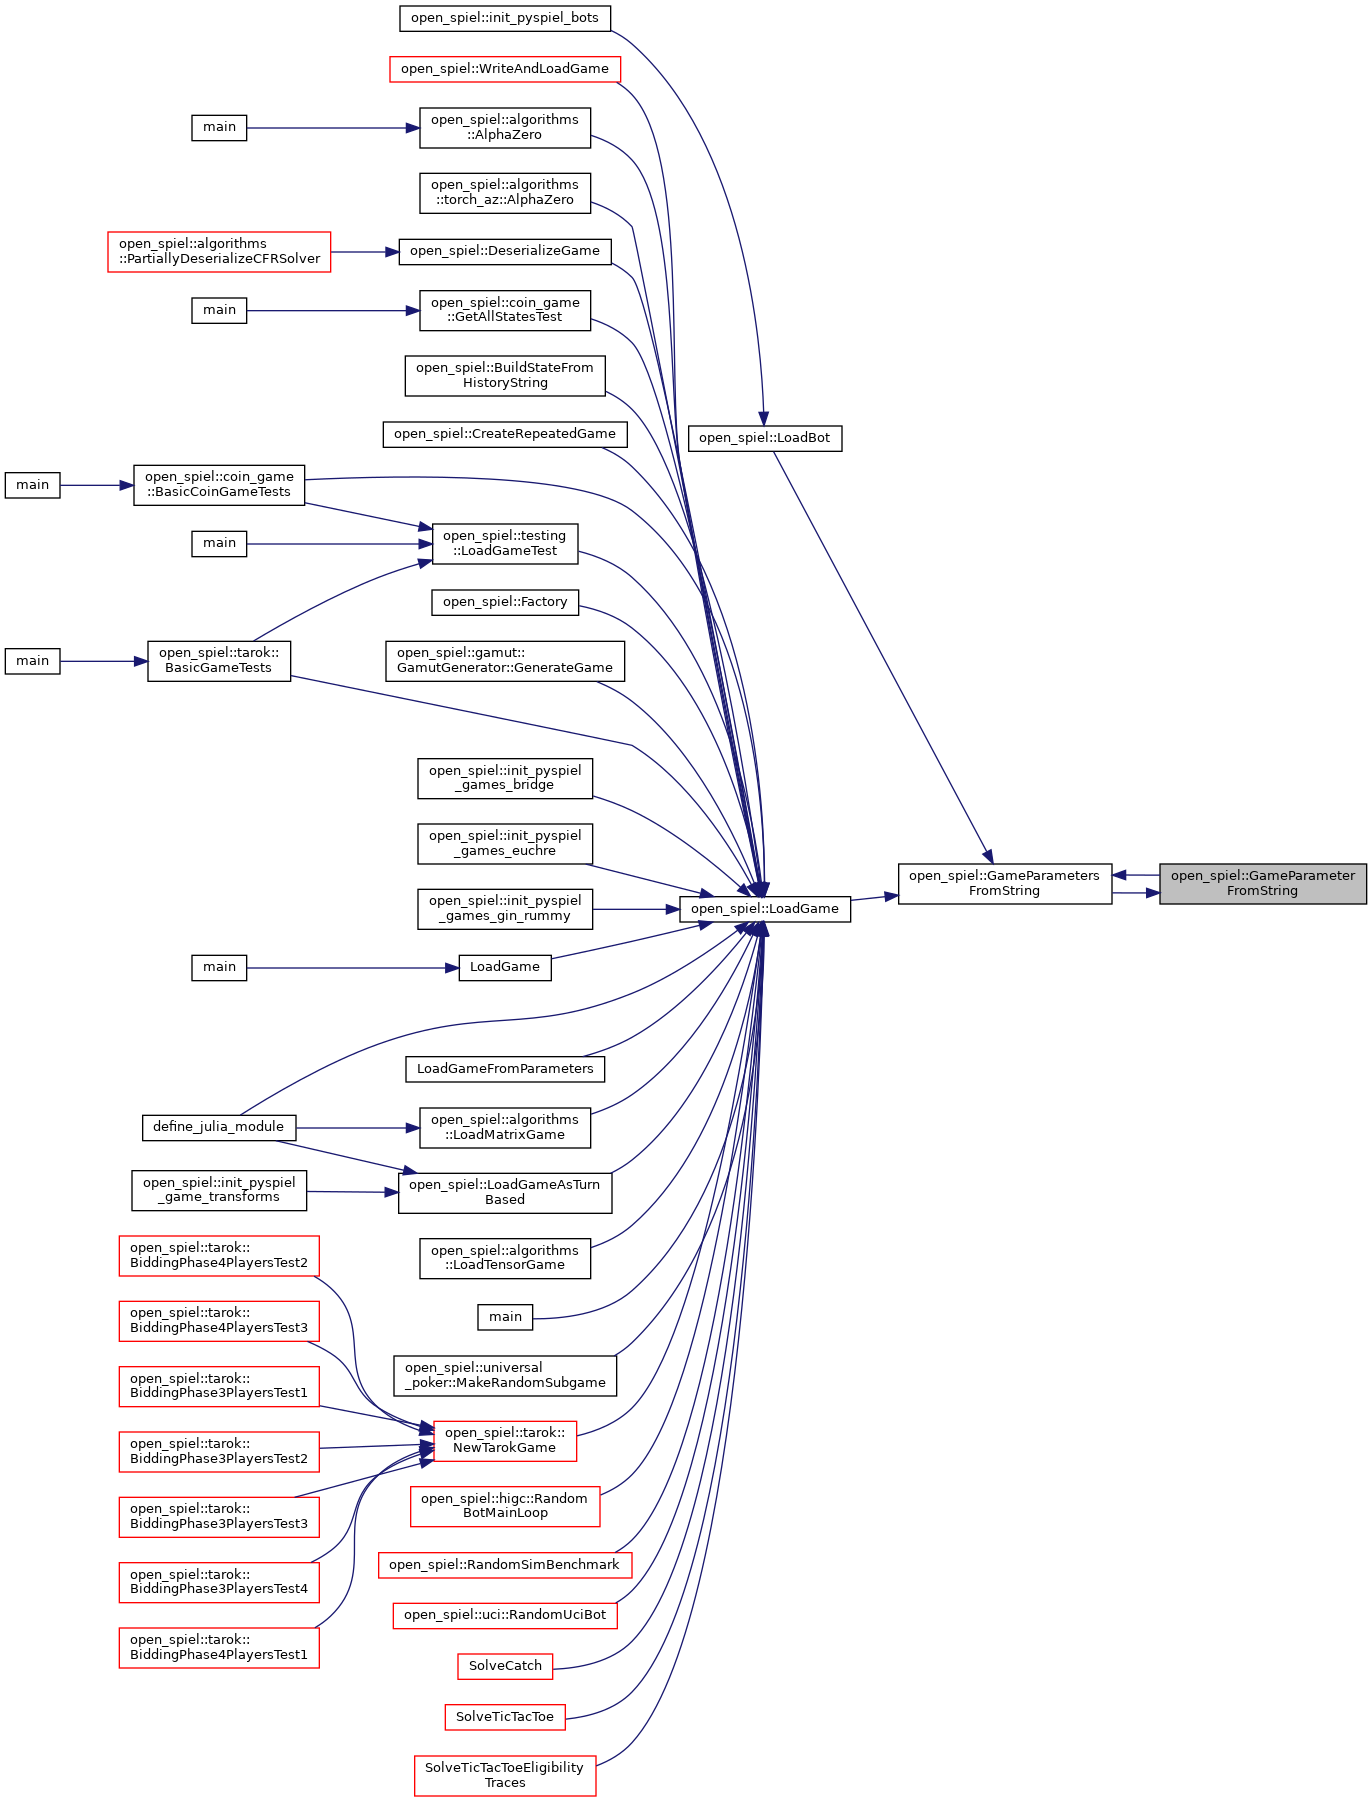 open_spiel::init_pyspiel_bots
open_spiel::WriteAndLoadGame
main
open_spiel::algorithms
::AlphaZero
open_spiel::algorithms
::torch_az::AlphaZero
open_spiel::algorithms
::PartiallyDeserializeCFRSolver
open_spiel::DeserializeGame
main
open_spiel::coin_game
::GetAllStatesTest
open_spiel::BuildStateFrom
HistoryString
open_spiel::CreateRepeatedGame
open_spiel::LoadBot
main
open_spiel::coin_game
::BasicCoinGameTests
main
open_spiel::testing
::LoadGameTest
open_spiel::Factory
main
open_spiel::tarok::
BasicGameTests
open_spiel::gamut::
GamutGenerator::GenerateGame
open_spiel::init_pyspiel
_games_bridge
open_spiel::init_pyspiel
_games_euchre
open_spiel::init_pyspiel
_games_gin_rummy
open_spiel::LoadGame
open_spiel::GameParameters
FromString
open_spiel::GameParameter
FromString
main
LoadGame
LoadGameFromParameters
define_julia_module
open_spiel::algorithms
::LoadMatrixGame
open_spiel::init_pyspiel
_game_transforms
open_spiel::LoadGameAsTurn
Based
open_spiel::algorithms
::LoadTensorGame
open_spiel::tarok::
BiddingPhase4PlayersTest2
open_spiel::tarok::
BiddingPhase4PlayersTest3
main
open_spiel::universal
_poker::MakeRandomSubgame
open_spiel::tarok::
BiddingPhase3PlayersTest1
open_spiel::tarok::
BiddingPhase3PlayersTest2
open_spiel::tarok::
NewTarokGame
open_spiel::tarok::
BiddingPhase3PlayersTest3
open_spiel::higc::Random
BotMainLoop
open_spiel::tarok::
BiddingPhase3PlayersTest4
open_spiel::RandomSimBenchmark
open_spiel::tarok::
BiddingPhase4PlayersTest1
open_spiel::uci::RandomUciBot
SolveCatch
SolveTicTacToe
SolveTicTacToeEligibility
Traces